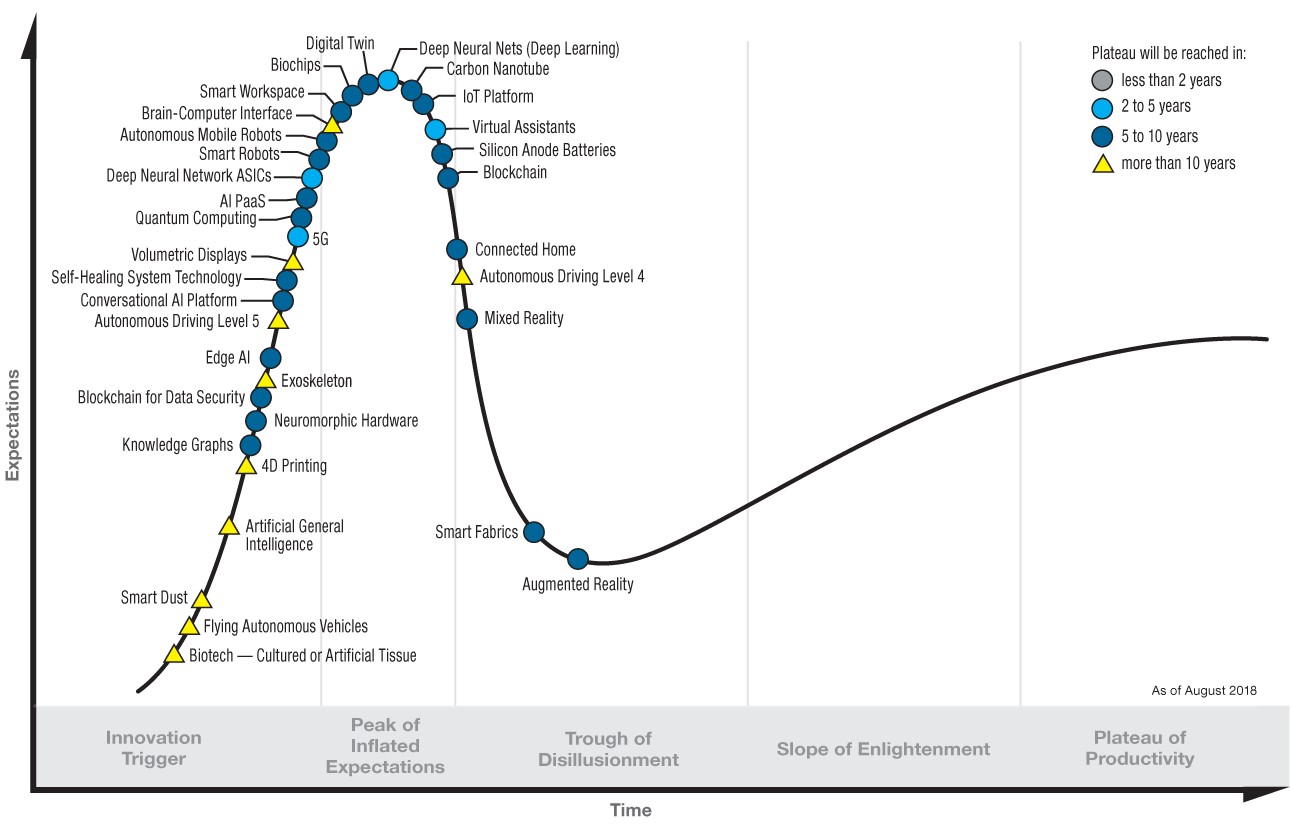 Digital Twin
Deep Neural Nets (Deep Learning)
Biochips
Carbon Nanotube
Smart Workspace
IoT Platform
Brain-Computer Interface
Autonomous Mobile Robots
Virtual Assistants
Smart Robots
Silicon Anode Batteries
Deep Neural Network ASICs
Blockchain
AI PaaS
Quantum Computing
5G
Volumetric Displays
Connected Home
Self-Healing System Technology
Autonomous Driving Level 4
Conversational AI Platform
Autonomous Driving Level 5
Mixed Reality
Edge AI
Exoskeleton
Blockchain for Data Security
Neuromorphic Hardware
Knowledge Graphs
4D Printing
Artificial General
Intelligence
Smart Fabrics
Augmented Reality
Smart Dust
Flying Autonomous Vehicles
Biotech — Cultured or Artificial Tissue
Plateau will be reached in:
less than 2 years
2 to 5 years
5 to 10 years
more than 10 years
As of August 2018
Expectations
Innovation
Trigger
Peak of
Inflated
Expectations
Trough of
Disillusionment
Slope of Enlightenment
Plateau of
Productivity
Time